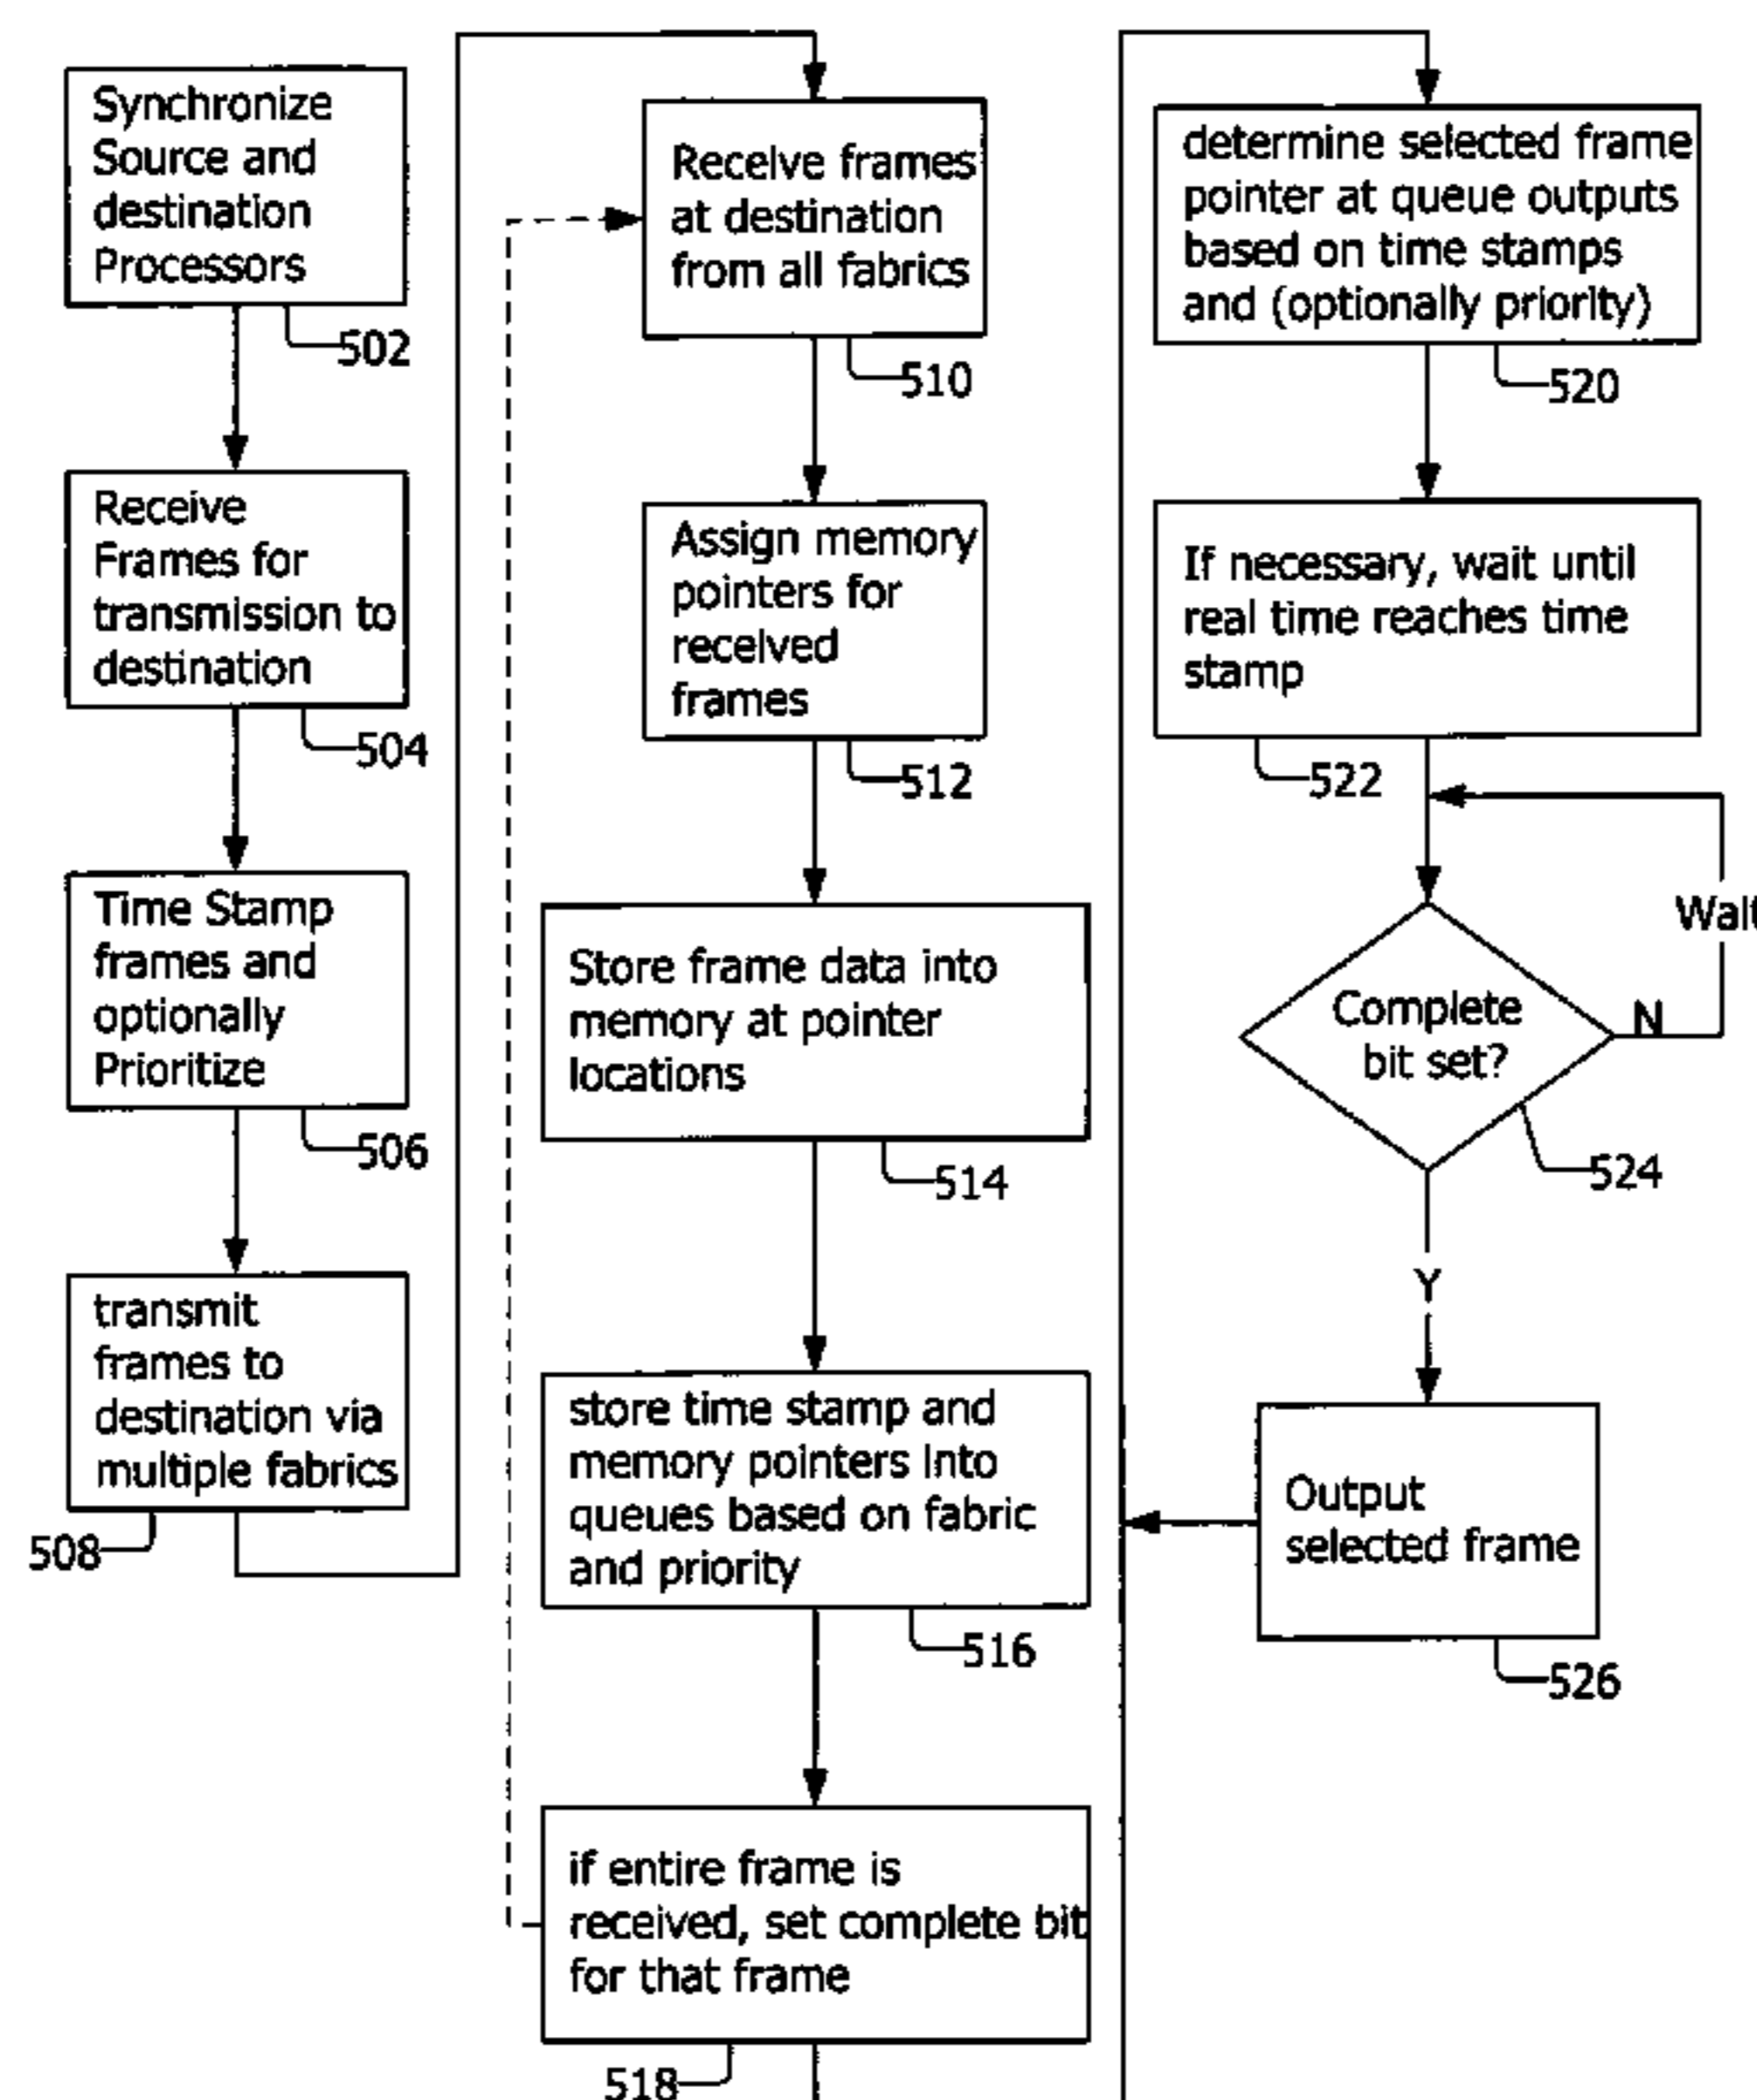 Synchronize
Source and
destination
Processors
502
Receive
Frames for
transmission to
destination
504
Time Stamp
frames and
optionally
Prioritize
506
transmit
frames to
destination via
multiple fabrics
508
Receive frames
at destination
from all fabrics
510
Assign memory
pointers for
received
frames
512
Store frame data into
memory at pointer
locations
514
store time stamp and
memory pointers into
queues based on fabric
and priority
516
if entire frame is
received, set complete bit
for that frame
518
determine selected frame
pointer at queue outputs
based on time stamps
and (optionally priority)
520
If necessary, wait until
real time reaches time
stamp
522
Wait
Complete
bit set?
N
524
Y
Output
selected frame
526